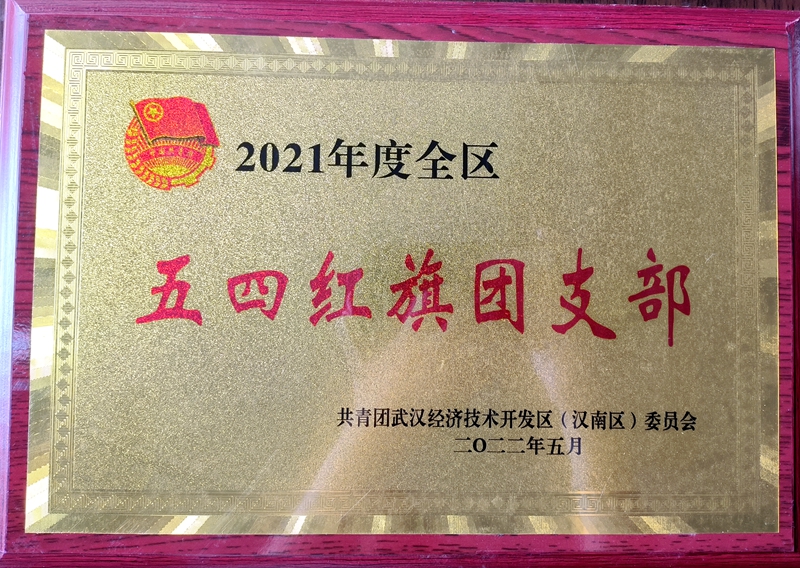 2021年度全区
五四红旗团支部
共青团武汉经济技术开发区（汉南区）委员会
二〇二二年五月